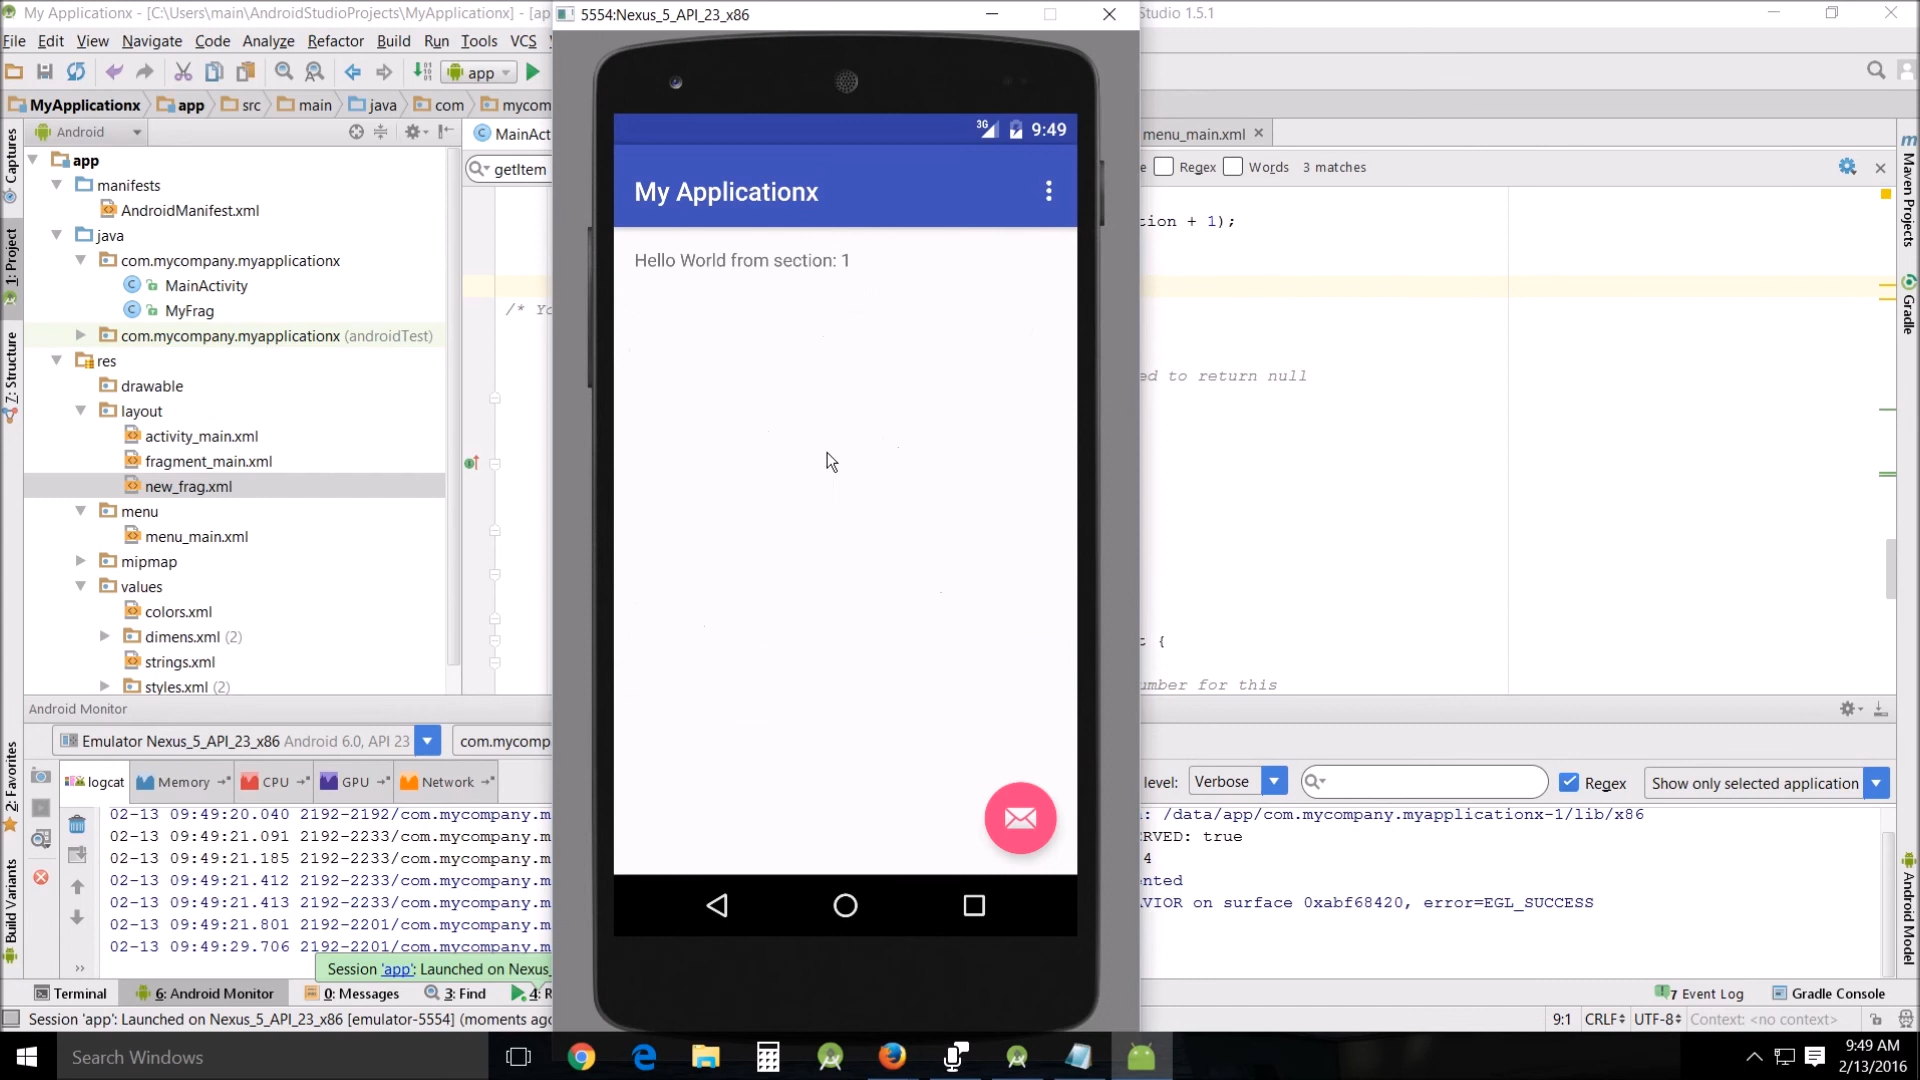 My Applicationx - [C:\Users\main\AndroidStudioProjects\MyApplicationx] - [ap
5554:Nexus_5_API_23_x86
Studio 1.5.1
File Edit View Navigate Code Analyze Refactor Build Run Tools VCS
app
MyApplicationx app src main java com mycom
Android
MainAct
menu_main.xml
getItem
Regex Words 3 matches
app
manifests
AndroidManifest.xml
java
com.mycompany.myapplicationx
MainActivity
MyFrag
com.mycompany.myapplicationx (androidTest)
res
drawable
layout
activity_main.xml
fragment_main.xml
new_frag.xml
menu
menu_main.xml
mipmap
values
colors.xml
dimens.xml (2)
strings.xml
styles.xml (2)
Captures
1: Project
Z: Structure
2: Favorites
Build Variants
3G 9:49
My Applicationx
Hello World from section: 1
tion + 1);
/* Yo
ed to return null
t {
umber for this
Maven Projects
Gradle
Android Model
Android Monitor
Emulator Nexus_5_API_23_x86 Android 6.0, API 23
com.mycomp
logcat Memory CPU GPU Network
level: Verbose
Regex
Show only selected application
02-13 09:49:20.040 2192-2192/com.mycompany.m
: /data/app/com.mycompany.myapplicationx-1/lib/x86
02-13 09:49:21.091 2192-2233/com.mycompany.m
RVED: true
02-13 09:49:21.185 2192-2233/com.mycompany.m
4
02-13 09:49:21.412 2192-2233/com.mycompany.m
nted
02-13 09:49:21.413 2192-2233/com.mycompany.m
VIOR on surface 0xabf68420, error=EGL_SUCCESS
02-13 09:49:21.801 2192-2201/com.mycompany.m
02-13 09:49:29.706 2192-2201/com.mycompany.m
Session 'app': Launched on Nexus_
Terminal 6: Android Monitor 0: Messages 3: Find 4: R
7 Event Log Gradle Console
Session 'app': Launched on Nexus_5_API_23_x86 [emulator-5554] (moments ago
9:1 CRLF UTF-8 Context: <no context>
Search Windows
9:49 AM
2/13/2016